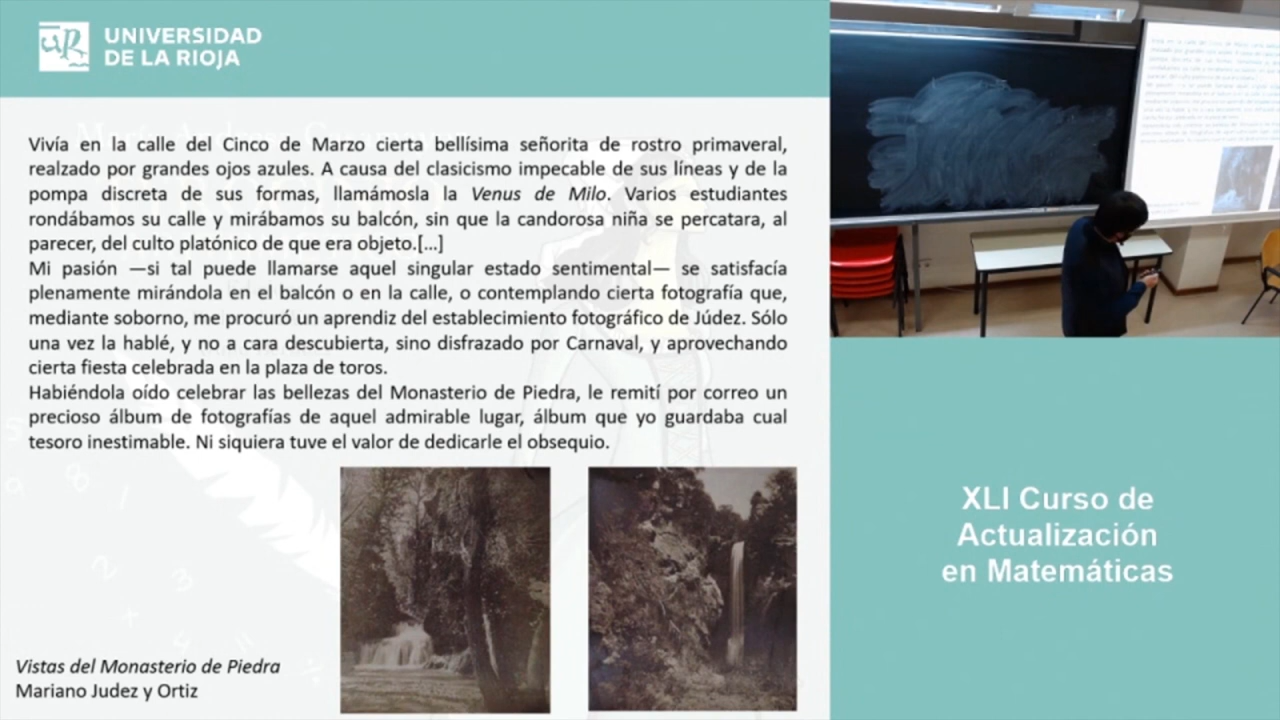 UNIVERSIDAD
DE LA RIOJA
Vivía en la calle del Cinco de Marzo cierta bellísima señorita de rostro primaveral,
realzado por grandes ojos azules. A causa del clasicismo impecable de sus líneas y de la
pompa discreta de sus formas, llamámosla la Venus de Milo. Varios estudiantes
rondábamos su calle y mirábamos su balcón, sin que la candorosa niña se percatara, al
parecer, del culto platónico de que era objeto.[...]
Mi pasión —si tal puede llamarse aquel singular estado sentimental— se satisfacía
plenamente mirándola en el balcón o en la calle, o contemplando cierta fotografía que,
mediante soborno, me procuró un aprendiz del establecimiento fotográfico de Júdez. Sólo
una vez la hablé, y no a cara descubierta, sino disfrazado por Carnaval, y aprovechando
cierta fiesta celebrada en la plaza de toros.
Habiéndola oído celebrar las bellezas del Monasterio de Piedra, le remití por correo un
precioso álbum de fotografías de aquel admirable lugar, álbum que yo guardaba cual
tesoro inestimable. Ni siquiera tuve el valor de dedicarle el obsequio.
Vistas del Monasterio de Piedra
Mariano Judez y Ortiz
XLI Curso de
Actualización
en Matemáticas